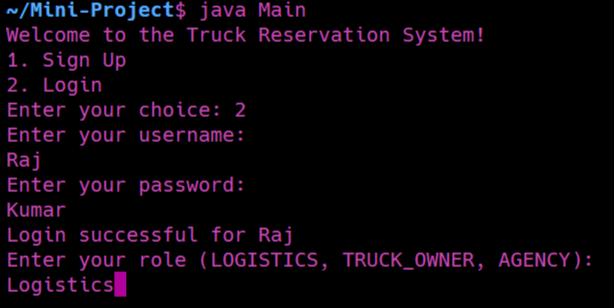 ~/Mini-Project$ java Main
Welcome to the Truck Reservation System!
1. Sign Up
2. Login
Enter your choice: 2
Enter your username:
Raj
Enter your password:
Kumar
Login successful for Raj
Enter your role (LOGISTICS, TRUCK_OWNER, AGENCY):
Logistics